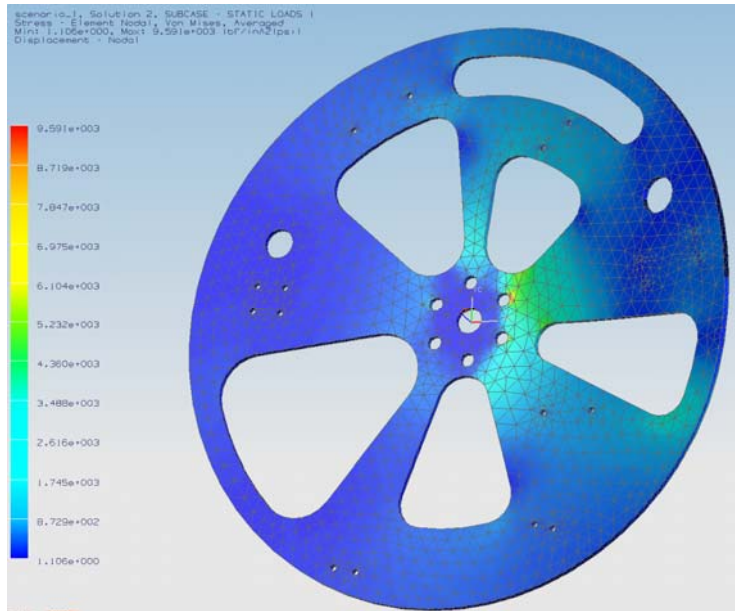 scenario_1, Solution 2, SUBCASE - STATIC LOADS 1
Stress - Element Nodal, Von Mises, Averaged
Min: 1.106e+000, Max: 9.591e+003 lbf/in^2(psi)
Displacement - Nodal
9.591e+003
8.719e+003
7.847e+003
6.975e+003
6.104e+003
5.232e+003
4.360e+003
3.488e+003
2.616e+003
1.745e+003
8.729e+002
1.106e+000